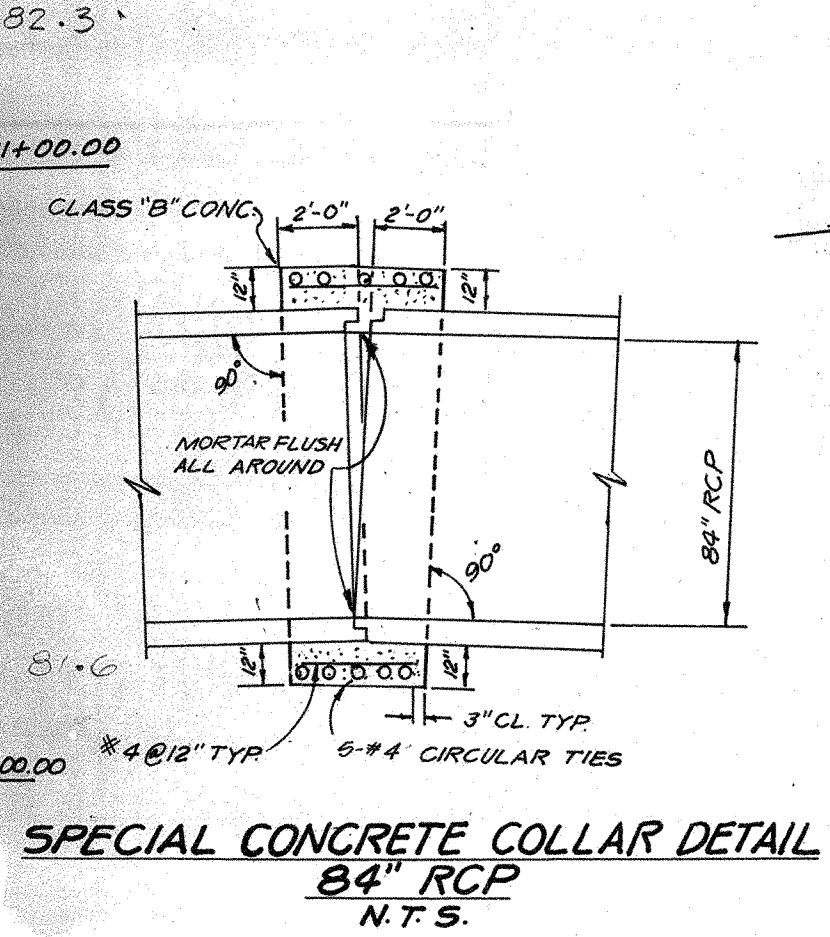 82.3
1+00.00
CLASS "B" CONC.
2'-0" 2'-0"
12" 12"
90°
MORTAR FLUSH
ALL AROUND
84" RCP
90°
81.6
12" 12"
3" CL. TYP.
#4@12" TYP. 5-#4 CIRCULAR TIES
00.00
SPECIAL CONCRETE COLLAR DETAIL
84" RCP
N.T.S.